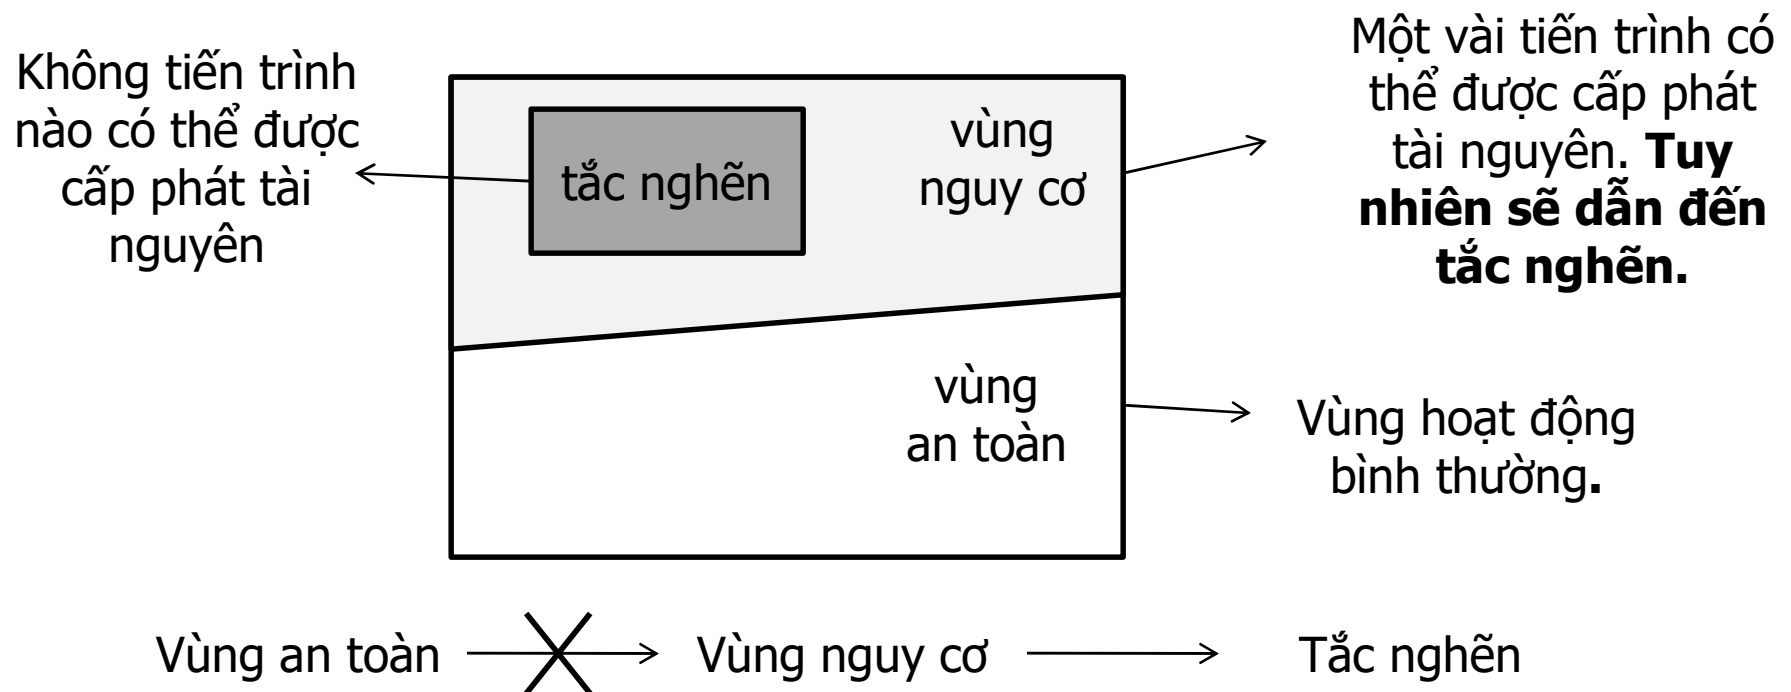 Không tiến trình
nào có thể được
cấp phát tài
nguyên
tắc nghẽn
vùng
nguy cơ
Một vài tiến trình có
thể được cấp phát
tài nguyên. Tuy
nhiên sẽ dẫn đến
tắc nghẽn.
vùng
an toàn
Vùng hoạt động
bình thường.
Vùng an toàn
Vùng nguy cơ
Tắc nghẽn